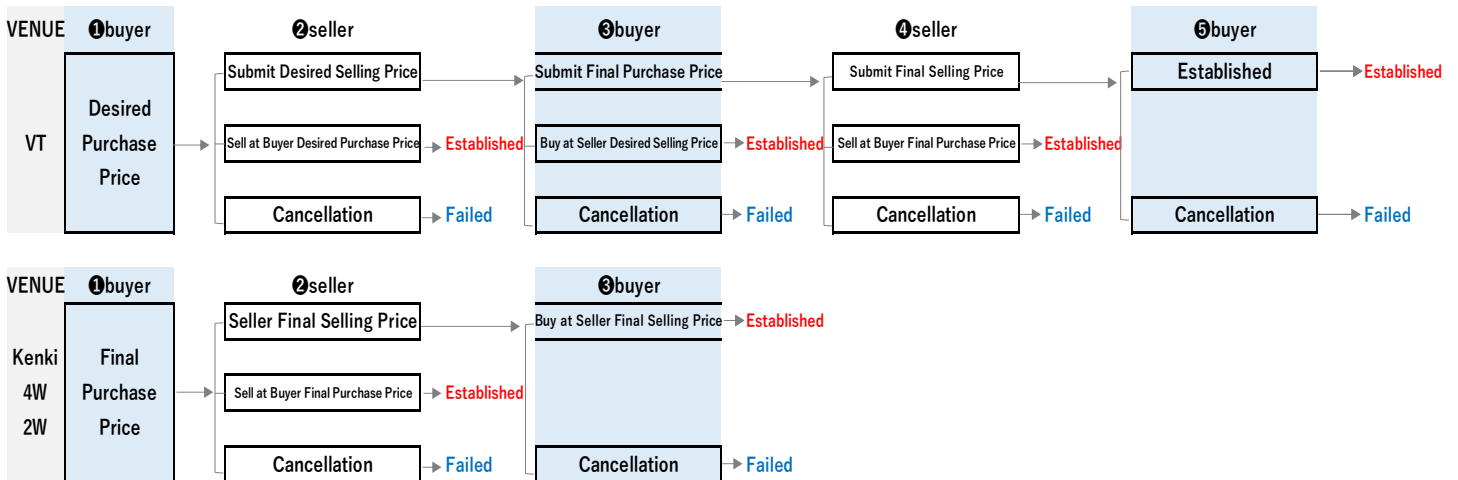 VENUE ❶buyer ❷seller ❸buyer ❹seller ❺buyer
Submit Desired Selling Price Submit Final Purchase Price Submit Final Selling Price Established Established
Desired
VT Purchase Sell at Buyer Desired Purchase Price Established Buy at Seller Desired Selling Price Established Sell at Buyer Final Purchase Price Established
Price
Cancellation Failed Cancellation Failed Cancellation Failed Cancellation Failed
VENUE ❶buyer ❷seller ❸buyer
Seller Final Selling Price Buy at Seller Final Selling Price Established
Kenki Final
4W Purchase Sell at Buyer Final Purchase Price Established
2W Price
Cancellation Failed Cancellation Failed